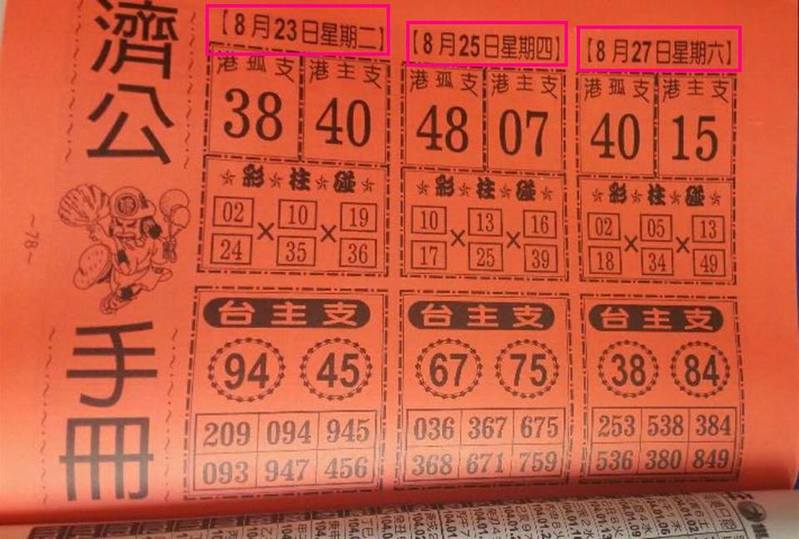 濟公
手冊
~78~
【8月23日星期二】
港孤支 港主支
38 40
☆彩☆柱☆碰☆
02 × 10 × 19
24 35 36
台主支
94 45
209 094 945
093 947 456
【8月25日星期四】
港孤支 港主支
48 07
☆彩☆柱☆碰☆
10 × 13 × 16
17 25 39
台主支
67 75
036 367 675
368 671 759
【8月27日星期六】
港孤支 港主支
40 15
☆彩☆柱☆碰☆
02 × 05 × 13
18 34 49
台主支
38 84
253 538 384
536 380 849